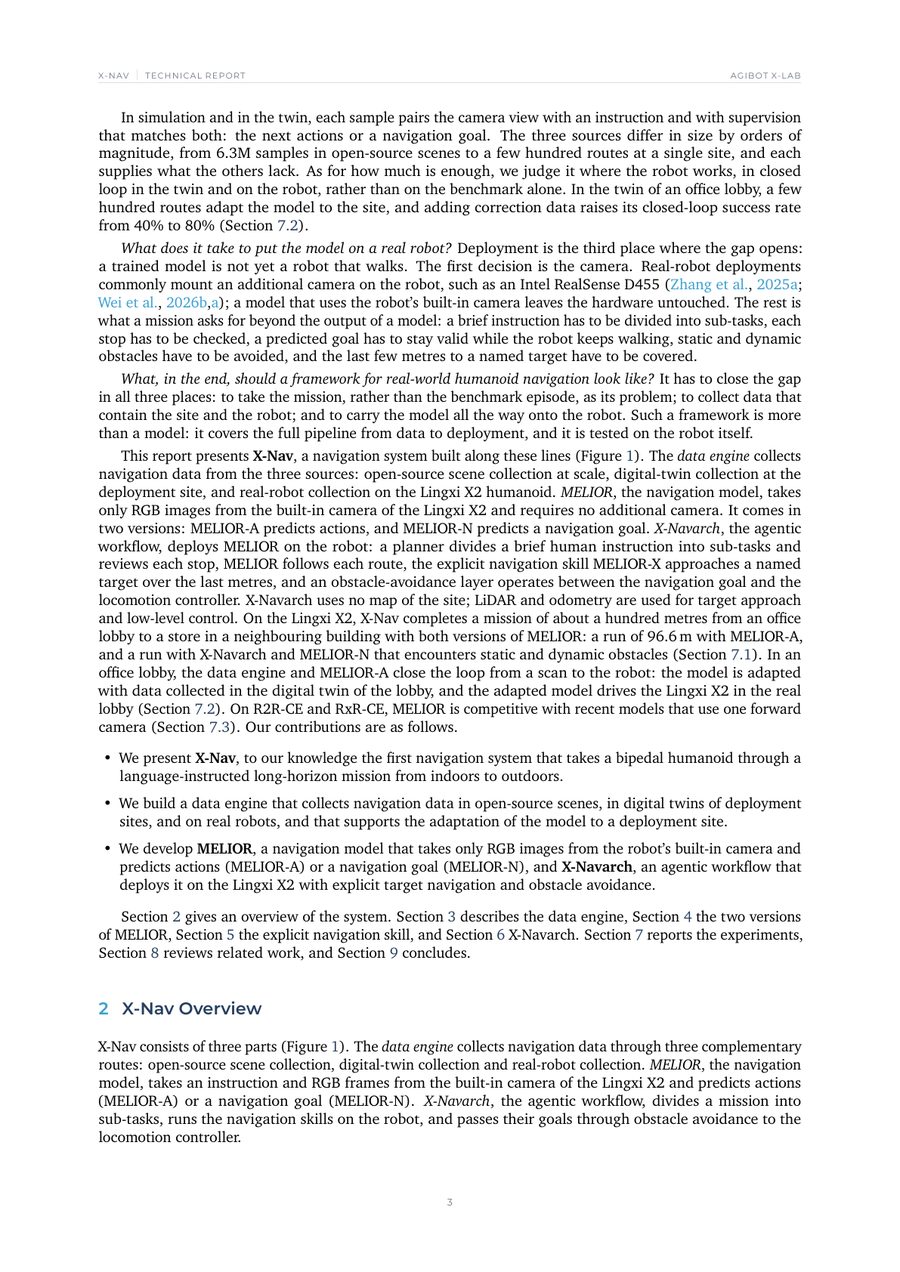 X-NAV | TECHNICAL REPORT
AGIBOT X-LAB
In simulation and in the twin, each sample pairs the camera view with an instruction and with supervision
that matches both: the next actions or a navigation goal. The three sources differ in size by orders of
magnitude, from 6.3M samples in open-source scenes to a few hundred routes at a single site, and each
supplies what the others lack. As for how much is enough, we judge it where the robot works, in closed
loop in the twin and on the robot, rather than on the benchmark alone. In the twin of an office lobby, a few
hundred routes adapt the model to the site, and adding correction data raises its closed-loop success rate
from 40% to 80% (Section 7.2).
What does it take to put the model on a real robot? Deployment is the third place where the gap opens:
a trained model is not yet a robot that walks. The first decision is the camera. Real-robot deployments
commonly mount an additional camera on the robot, such as an Intel RealSense D455 (Zhang et al., 2025a;
Wei et al., 2026b,a); a model that uses the robot's built-in camera leaves the hardware untouched. The rest is
what a mission asks for beyond the output of a model: a brief instruction has to be divided into sub-tasks, each
stop has to be checked, a predicted goal has to stay valid while the robot keeps walking, static and dynamic
obstacles have to be avoided, and the last few metres to a named target have to be covered.
What, in the end, should a framework for real-world humanoid navigation look like? It has to close the gap
in all three places: to take the mission, rather than the benchmark episode, as its problem; to collect data that
contain the site and the robot; and to carry the model all the way onto the robot. Such a framework is more
than a model: it covers the full pipeline from data to deployment, and it is tested on the robot itself.
This report presents X-Nav, a navigation system built along these lines (Figure 1). The data engine collects
navigation data from the three sources: open-source scene collection at scale, digital-twin collection at the
deployment site, and real-robot collection on the Lingxi X2 humanoid. MELIOR, the navigation model, takes
only RGB images from the built-in camera of the Lingxi X2 and requires no additional camera. It comes in
two versions: MELIOR-A predicts actions, and MELIOR-N predicts a navigation goal. X-Navarch, the agentic
workflow, deploys MELIOR on the robot: a planner divides a brief human instruction into sub-tasks and
reviews each stop, MELIOR follows each route, the explicit navigation skill MELIOR-X approaches a named
target over the last metres, and an obstacle-avoidance layer operates between the navigation goal and the
locomotion controller. X-Navarch uses no map of the site; LiDAR and odometry are used for target approach
and low-level control. On the Lingxi X2, X-Nav completes a mission of about a hundred metres from an office
lobby to a store in a neighbouring building with both versions of MELIOR: a run of 96.6 m with MELIOR-A,
and a run with X-Navarch and MELIOR-N that encounters static and dynamic obstacles (Section 7.1). In an
office lobby, the data engine and MELIOR-A close the loop from a scan to the robot: the model is adapted
with data collected in the digital twin of the lobby, and the adapted model drives the Lingxi X2 in the real
lobby (Section 7.2). On R2R-CE and RxR-CE, MELIOR is competitive with recent models that use one forward
camera (Section 7.3). Our contributions are as follows.
• We present X-Nav, to our knowledge the first navigation system that takes a bipedal humanoid through a
language-instructed long-horizon mission from indoors to outdoors.
• We build a data engine that collects navigation data in open-source scenes, in digital twins of deployment
sites, and on real robots, and that supports the adaptation of the model to a deployment site.
• We develop MELIOR, a navigation model that takes only RGB images from the robot's built-in camera and
predicts actions (MELIOR-A) or a navigation goal (MELIOR-N), and X-Navarch, an agentic workflow that
deploys it on the Lingxi X2 with explicit target navigation and obstacle avoidance.
Section 2 gives an overview of the system. Section 3 describes the data engine, Section 4 the two versions
of MELIOR, Section 5 the explicit navigation skill, and Section 6 X-Navarch. Section 7 reports the experiments,
Section 8 reviews related work, and Section 9 concludes.
2 X-Nav Overview
X-Nav consists of three parts (Figure 1). The data engine collects navigation data through three complementary
routes: open-source scene collection, digital-twin collection and real-robot collection. MELIOR, the navigation
model, takes an instruction and RGB frames from the built-in camera of the Lingxi X2 and predicts actions
(MELIOR-A) or a navigation goal (MELIOR-N). X-Navarch, the agentic workflow, divides a mission into
sub-tasks, runs the navigation skills on the robot, and passes their goals through obstacle avoidance to the
locomotion controller.
3